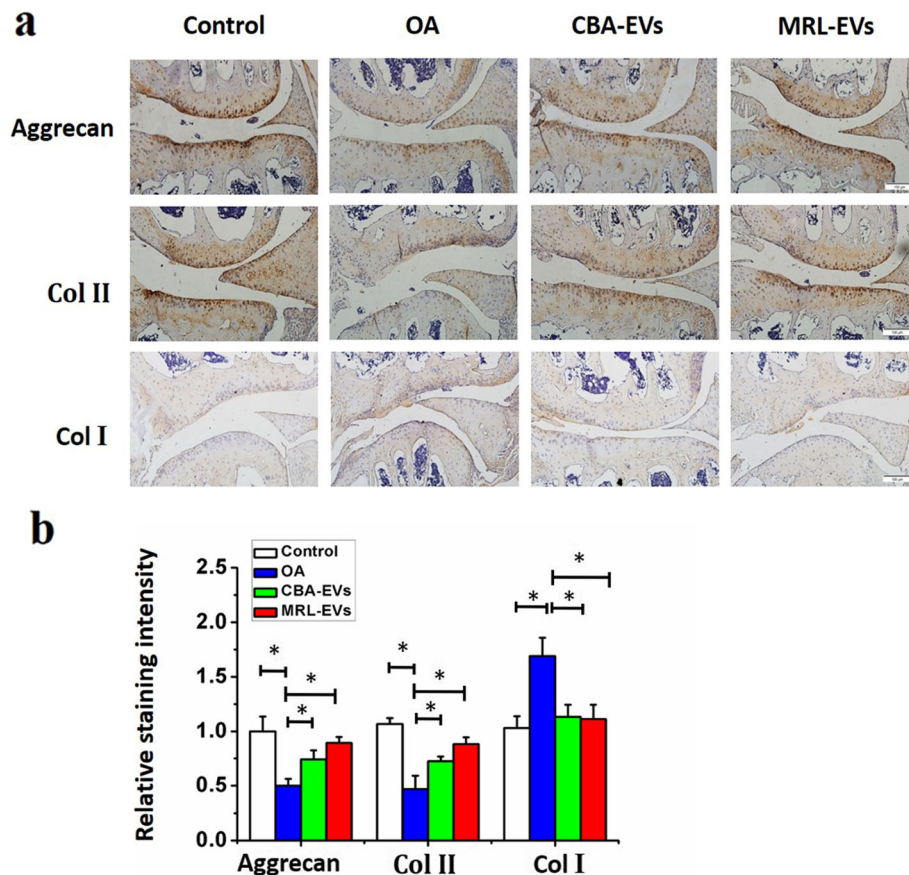 a
Control OA CBA-EVs MRL-EVs
Aggrecan
Col II
Col I
b
Control
OA
CBA-EVs
MRL-EVs
Relative staining intensity
2.5
2.0
1.5
1.0
0.5
0.0
* * *
* * *
* * *
Aggrecan Col II Col I